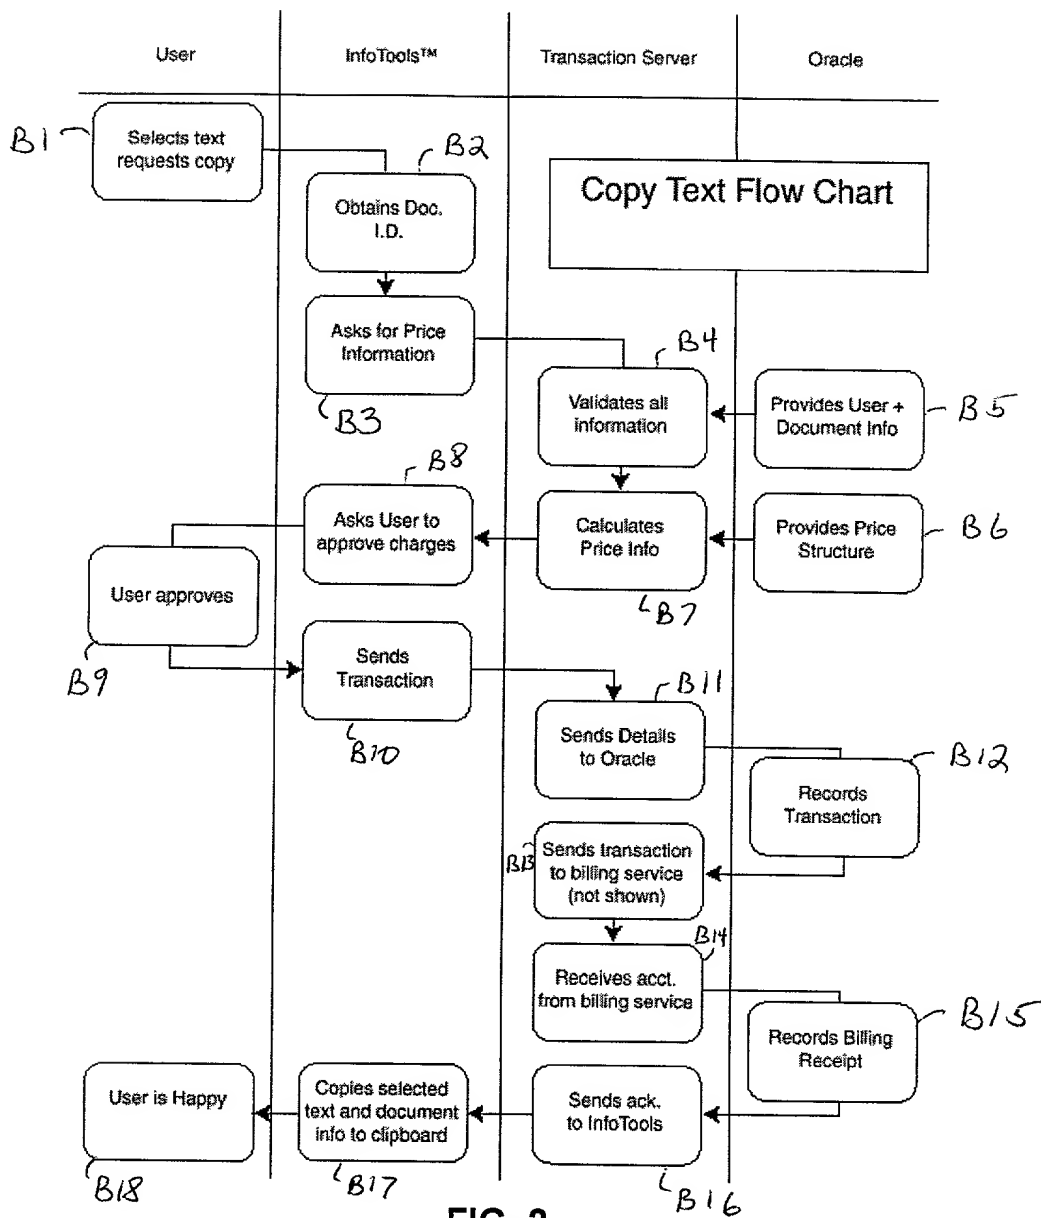 User
InfoTools™
Transaction Server
Oracle
B1
Selects text
requests copy
B2
Obtains Doc.
I.D.
Copy Text Flow Chart
Asks for Price
Information
B3
B4
Validates all
information
Provides User +
Document Info
B5
B8
Asks User to
approve charges
Calculates
Price Info
B7
Provides Price
Structure
B6
User approves
B9
Sends
Transaction
B10
B11
Sends Details
to Oracle
B12
Records
Transaction
B13
Sends transaction
to billing service
(not shown)
B14
Receives acct.
from billing service
B15
Records Billing
Receipt
User is Happy
B18
Copies selected
text and document
info to clipboard
B17
Sends ack.
to InfoTools
B16